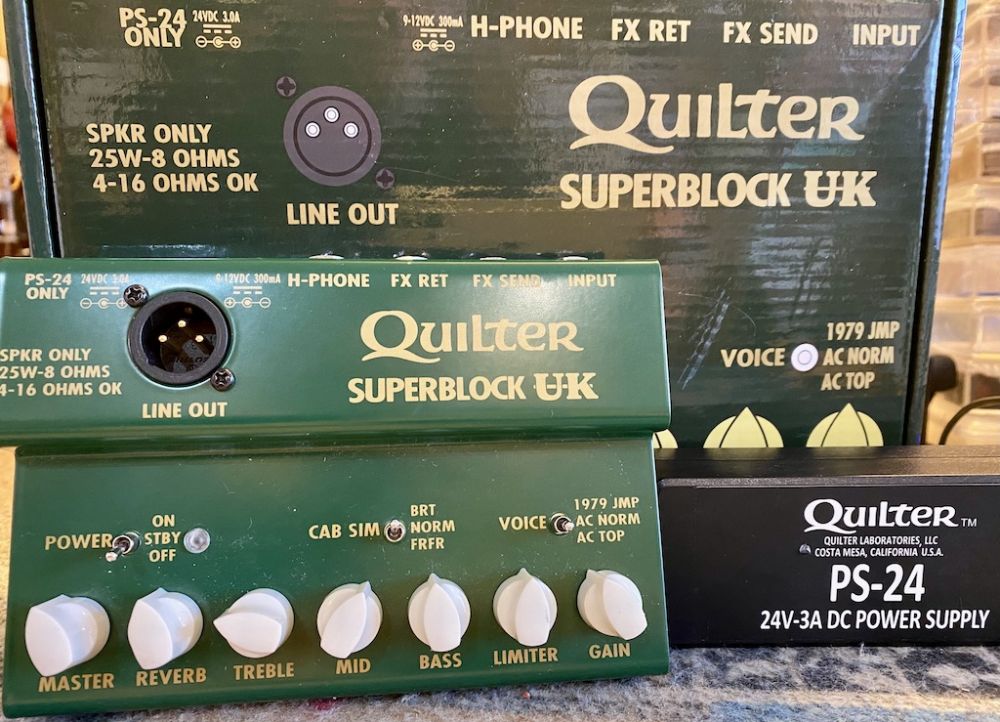 PS-24 ONLY
24VDC 3.0A
9-12VDC 300mA
H-PHONE
FX RET
FX SEND
INPUT
SPKR ONLY
25W-8 OHMS
4-16 OHMS OK
LINE OUT
QUILTER
SUPERBLOCK UK
VOICE
1979 JMP
AC NORM
AC TOP
PS-24
ONLY
24VDC 3.0A
9-12VDC 300mA
H-PHONE
FX RET
FX SEND
INPUT
SPKR ONLY
25W-8 OHMS
4-16 OHMS OK
LINE OUT
QUILTER
SUPERBLOCK UK
POWER
ON
STBY
OFF
CAB SIM
BRT
NORM
FRFR
VOICE
1979 JMP
AC NORM
AC TOP
MASTER
REVERB
TREBLE
MID
BASS
LIMITER
GAIN
QUILTER™
QUILTER LABORATORIES, LLC
COSTA MESA, CALIFORNIA U.S.A.
PS-24
24V-3A DC POWER SUPPLY